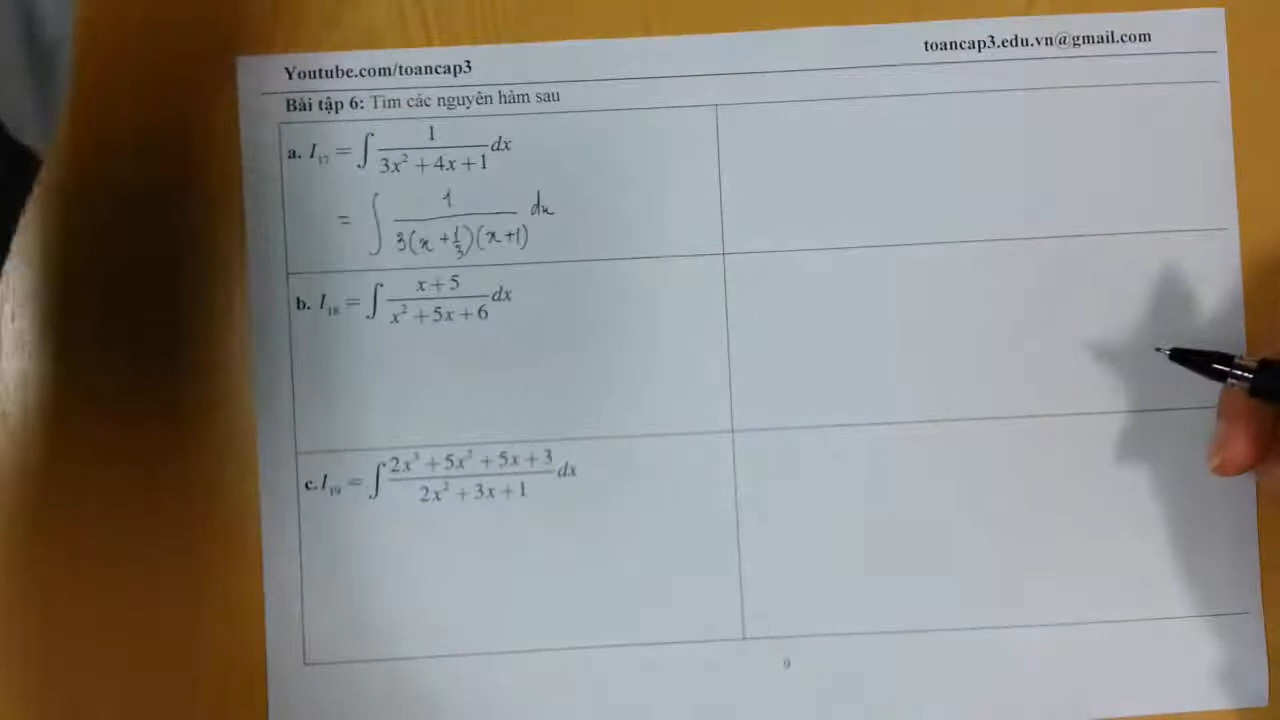 Youtube.com/toancap3
toancap3.edu.vn@gmail.com
Bài tập 6: Tìm các nguyên hàm sau
a. I₁₇ = ∫ 1/(3x² + 4x + 1) dx
= ∫ 1/(3(x + 1/3)(x + 1)) dx
b. I₁₈ = ∫ (x + 5)/(x² + 5x + 6) dx
c. I₁₉ = ∫ (2x³ + 5x² + 5x + 3)/(2x² + 3x + 1) dx
9